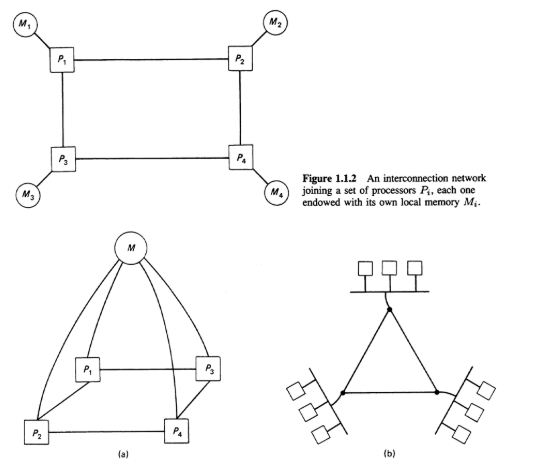 M1
M2
P1
P2
P3
P4
M3
M4
Figure 1.1.2 An interconnection network
joining a set of processors Pi, each one
endowed with its own local memory Mi.
M
P1
P3
P2
P4
(a)
(b)